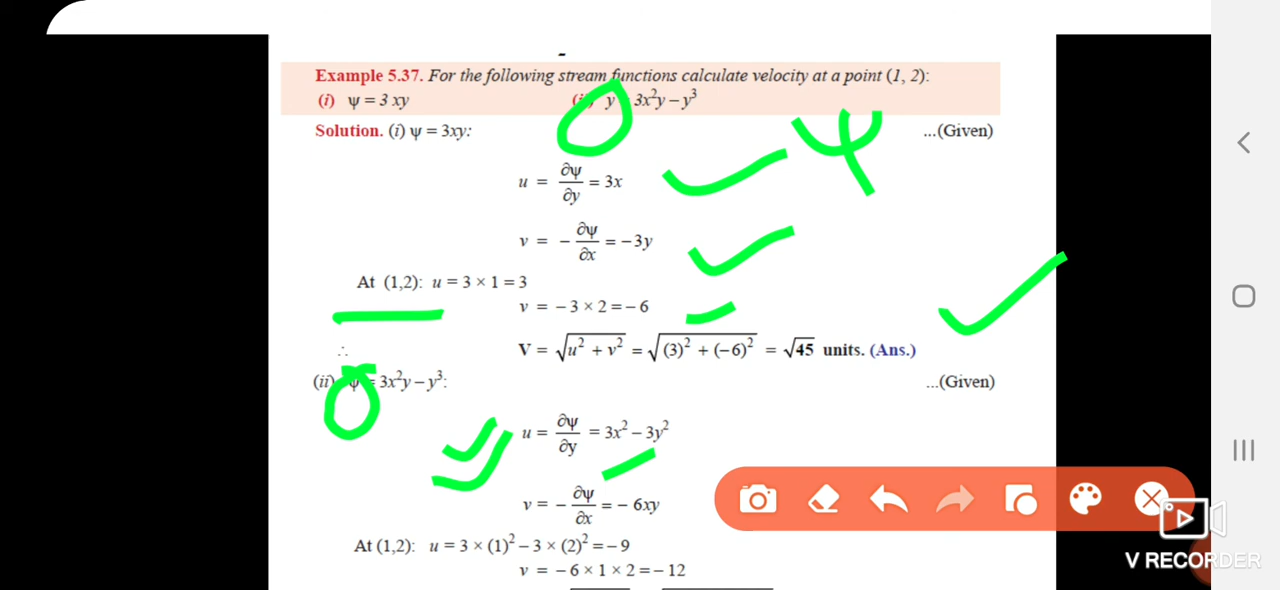 Example 5.37. For the following stream functions calculate velocity at a point (1, 2):
(i) ψ = 3 xy   y = 3x²y – y³
Solution. (i) ψ = 3xy: ...(Given)
u = ∂ψ/∂y = 3x
ψ
v = – ∂ψ/∂x = –3y
At (1,2): u = 3 × 1 = 3
v = – 3 × 2 = – 6
∴ V = √(u² + v²) = √((3)² + (–6)²) = √45 units. (Ans.)
(ii) ψ = 3x²y – y³: ...(Given)
u = ∂ψ/∂y = 3x² – 3y²
v = – ∂ψ/∂x = – 6xy
At (1,2): u = 3 × (1)² – 3 × (2)² = – 9
v = – 6 × 1 × 2 = – 12
V RECORDER